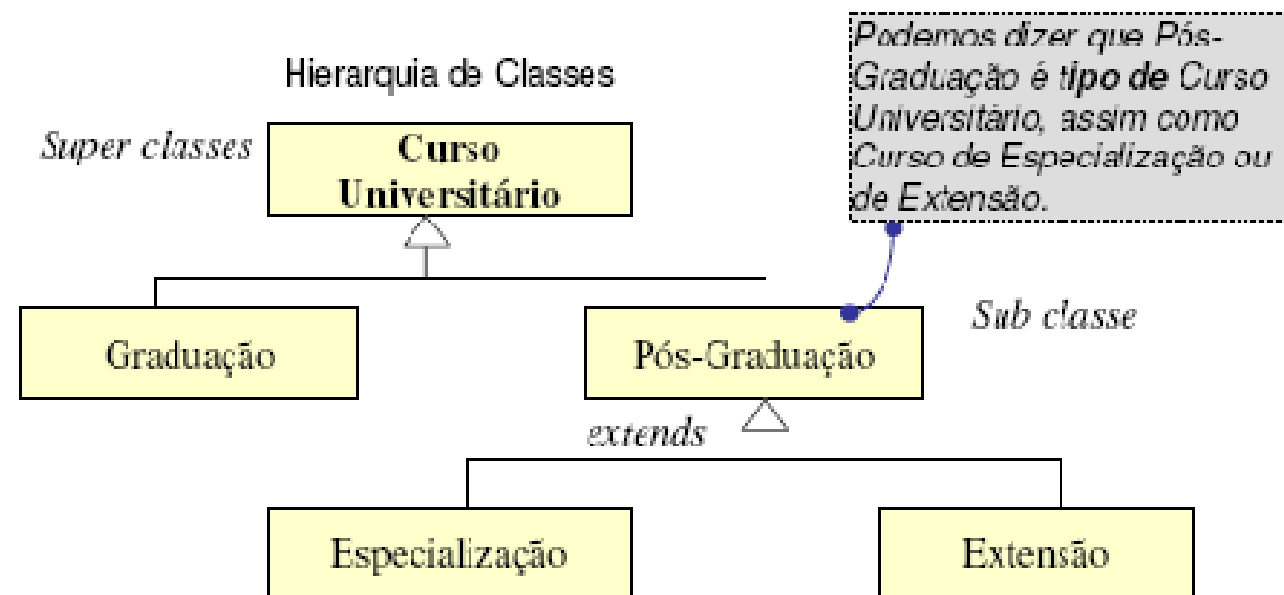 Hierarquia de Classes
Podemos dizer que Pós-
Graduação é tipo de Curso
Universitário, assim como
Curso de Especialização ou
de Extensão.
Super classes
Curso
Universitário
Graduação
Pós-Graduação
Sub classe
extends
Especialização
Extensão